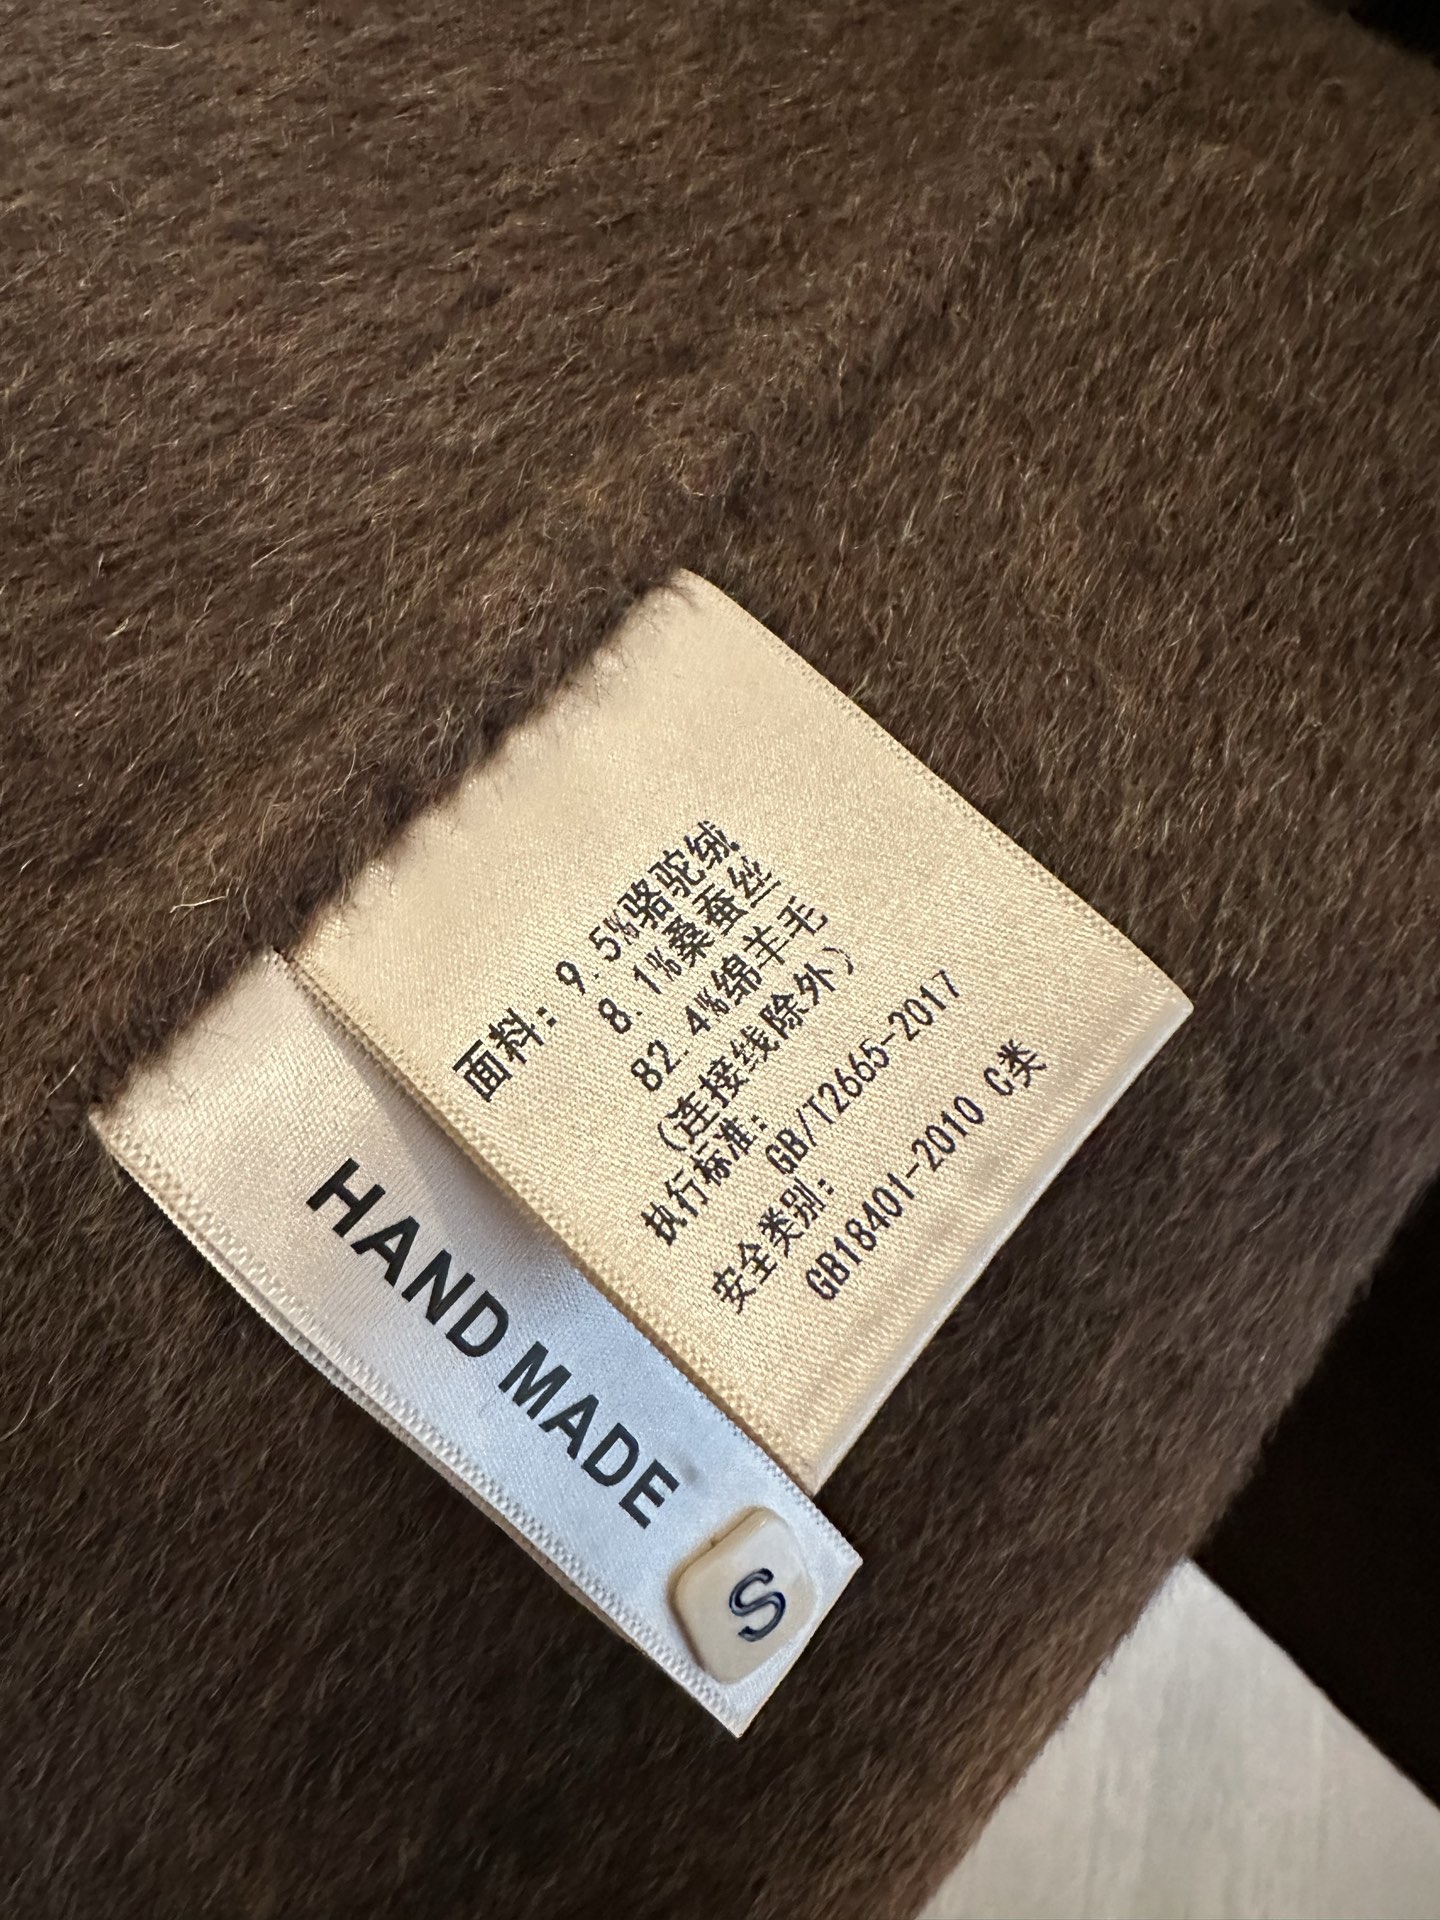 面料：9.5%骆驼绒
8.1%桑蚕丝
82.4%绵羊毛
(连接线除外)
执行标准：
GB/T2665-2017
安全类别：
GB18401-2010 C类
HAND MADE
S